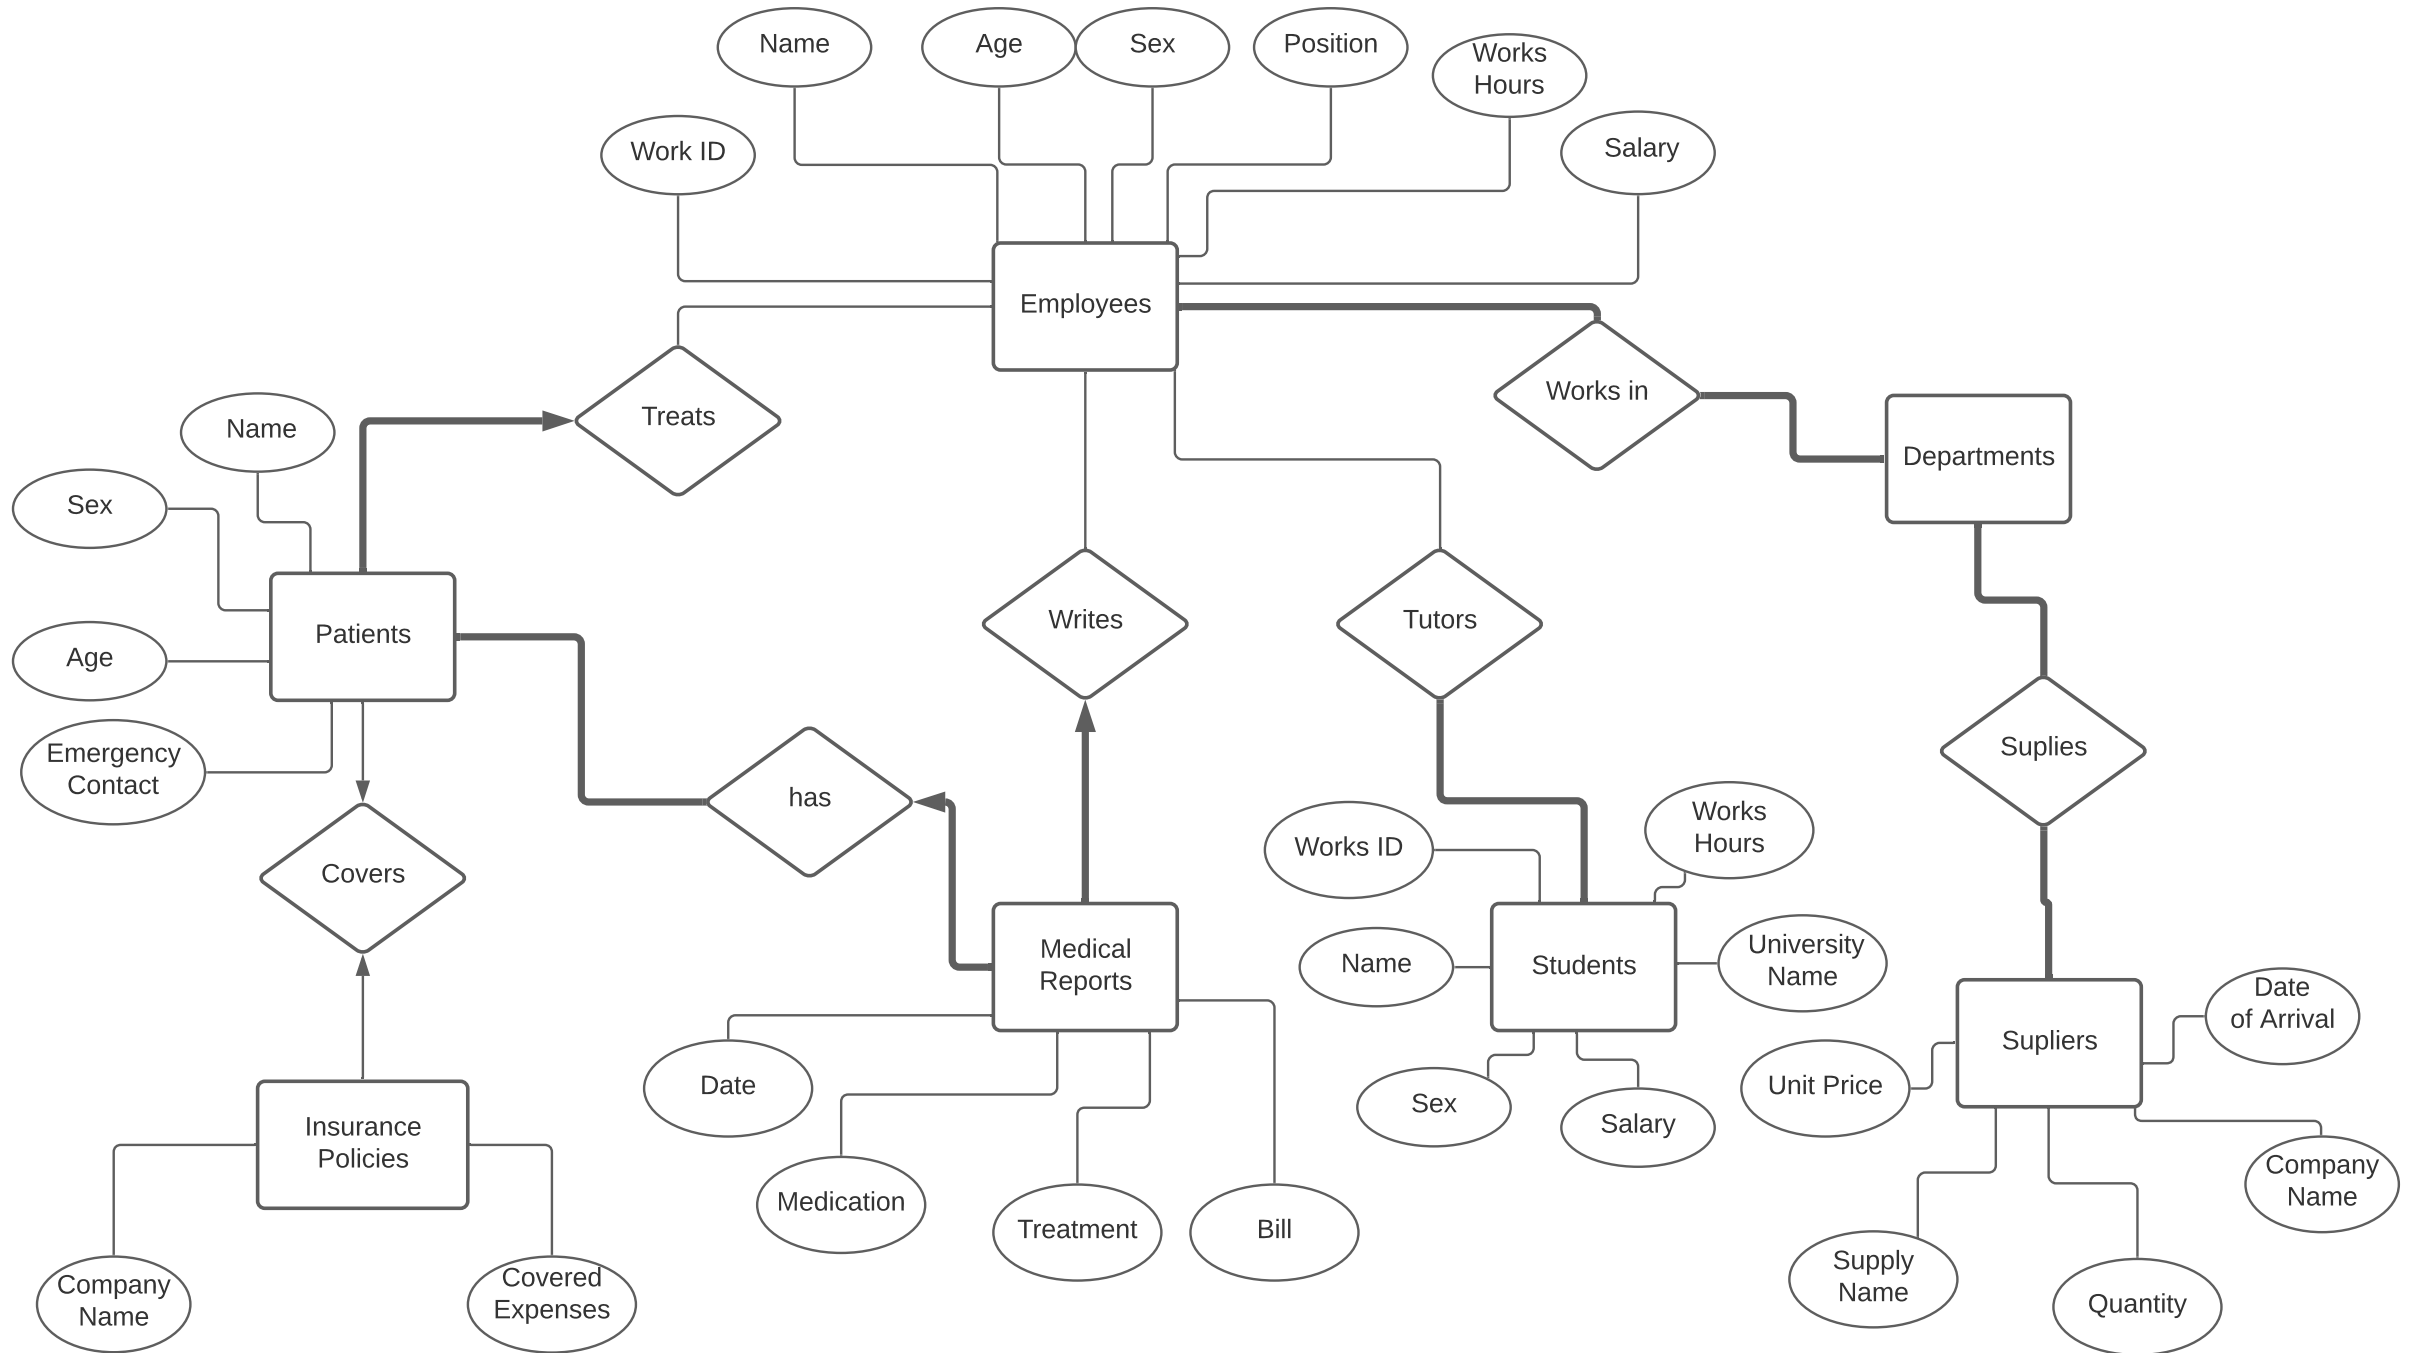 Name
Age
Sex
Position
Works
Hours
Work ID
Salary
Employees
Treats
Works in
Departments
Name
Sex
Patients
Age
Emergency
Contact
Writes
Tutors
Suplies
has
Covers
Works ID
Works
Hours
Medical
Reports
Name
Students
University
Name
Date
of Arrival
Supliers
Unit Price
Date
Sex
Salary
Insurance
Policies
Company
Name
Medication
Treatment
Bill
Supply
Name
Quantity
Company
Name
Covered
Expenses